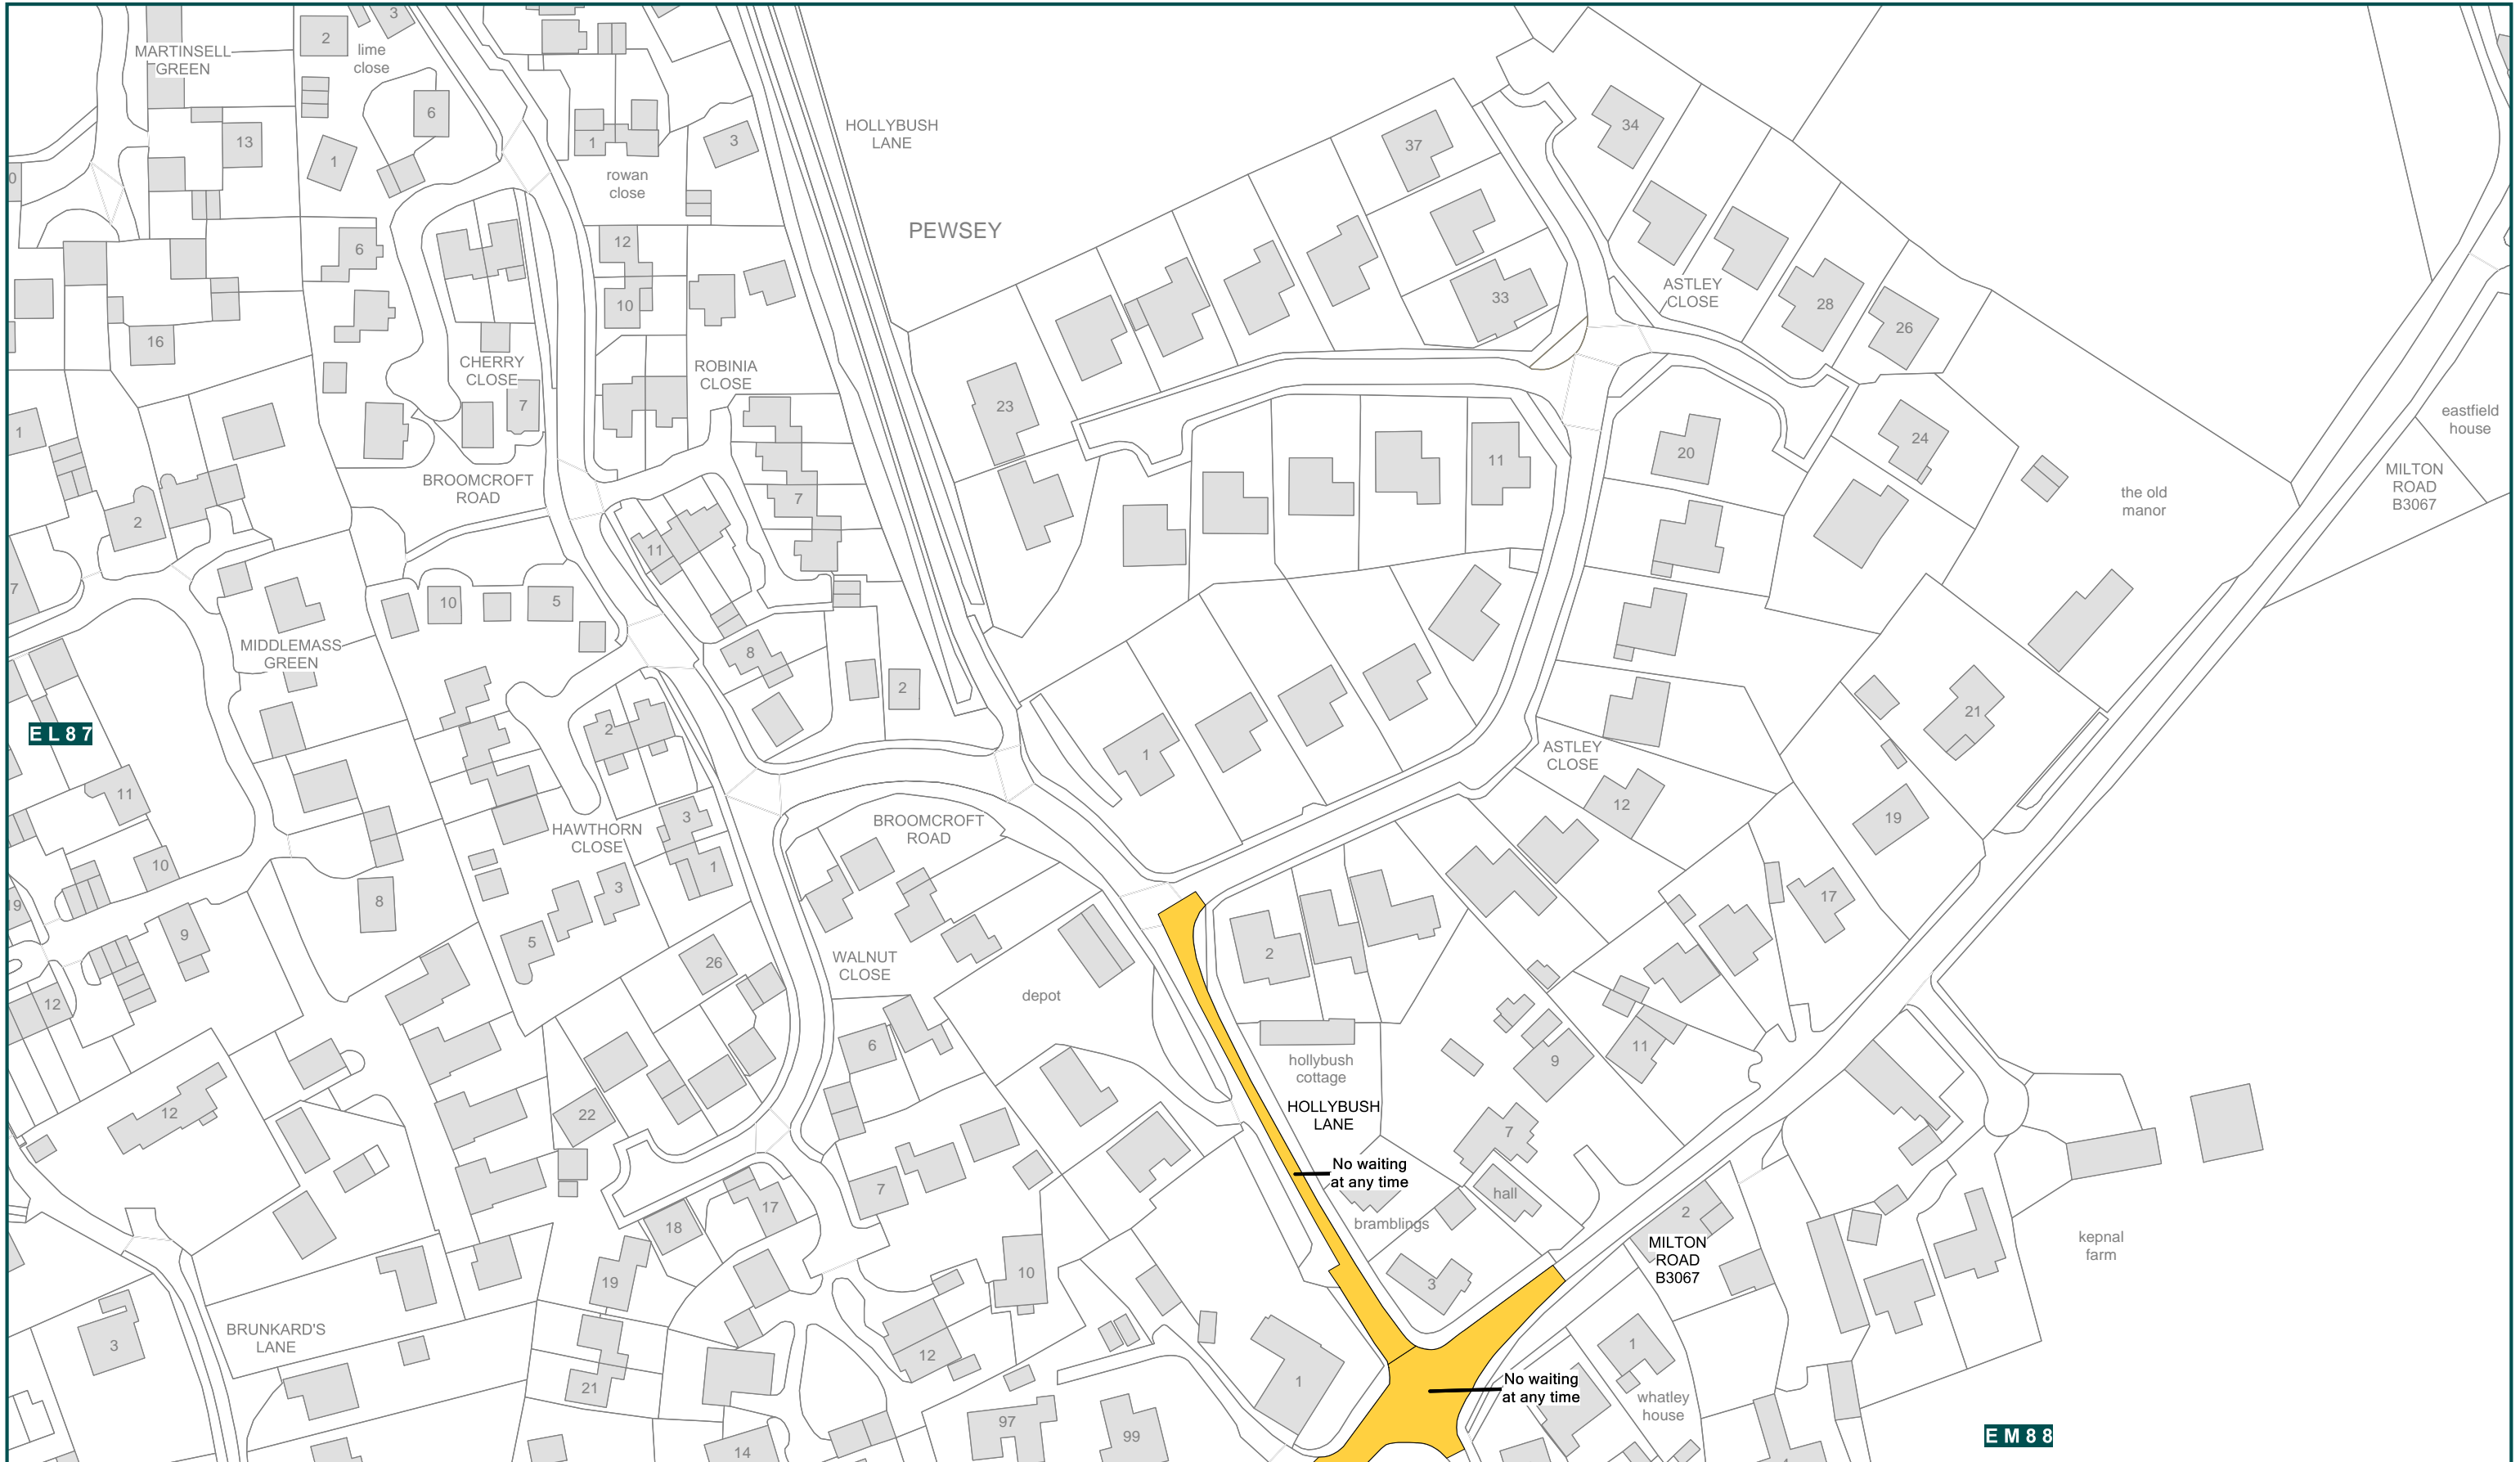 3
MARTINSELL
GREEN
2
lime
close
6
13
1
1
3
rowan
close
HOLLYBUSH
LANE
37
34
PEWSEY
6
12
10
16
CHERRY
CLOSE
ROBINIA
CLOSE
7
33
ASTLEY
CLOSE
28
26
23
1
eastfield
house
20
24
11
MILTON
ROAD
B3067
the old
manor
BROOMCROFT
ROAD
7
2
11
7
10
5
MIDDLEMASS
GREEN
8
2
2
EL87
1
21
ASTLEY
CLOSE
11
12
HAWTHORN
CLOSE
3
BROOMCROFT
ROAD
19
10
1
3
17
8
19
9
5
26
2
WALNUT
CLOSE
12
depot
6
9
11
hollybush
cottage
12
22
HOLLYBUSH
LANE
7
No waiting
at any time
7
hall
17
18
bramblings
2
MILTON
ROAD
B3067
kepnal
farm
19
10
3
BRUNKARD'S
LANE
3
12
1
1
21
No waiting
at any time
whatley
house
97
99
14
EM88